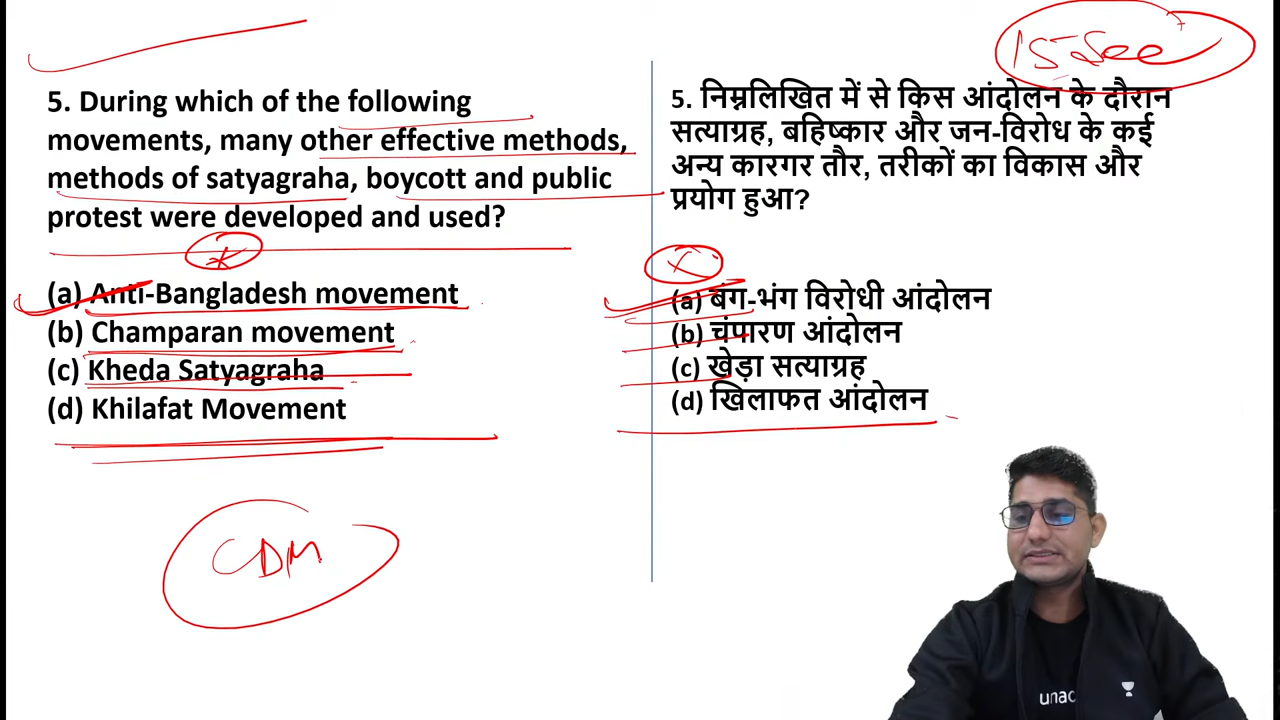 15 See
5. During which of the following
movements, many other effective methods,
methods of satyagraha, boycott and public
protest were developed and used?
(a) Anti-Bangladesh movement
(b) Champaran movement
(c) Kheda Satyagraha
(d) Khilafat Movement
CDM
5. निम्नलिखित में से किस आंदोलन के दौरान
सत्याग्रह, बहिष्कार और जन-विरोध के कई
अन्य कारगर तौर, तरीकों का विकास और
प्रयोग हुआ?
(a) बंग-भंग विरोधी आंदोलन
(b) चंपारण आंदोलन
(c) खेड़ा सत्याग्रह
(d) खिलाफत आंदोलन
unac